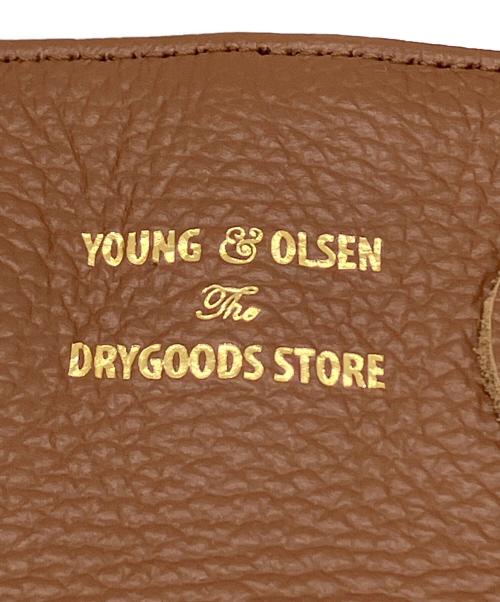 YOUNG & OLSEN
The
DRYGOODS STORE